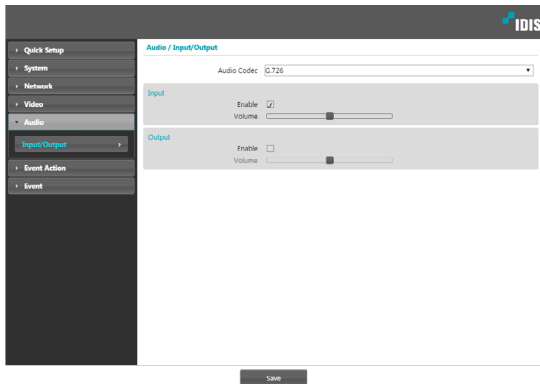 IDIS
Quick Setup
System
Network
Video
Audio
Input/Output
Event Action
Event
Audio / Input/Output
Audio Codec G.726
Input
Enable
Volume
Output
Enable
Volume
Save